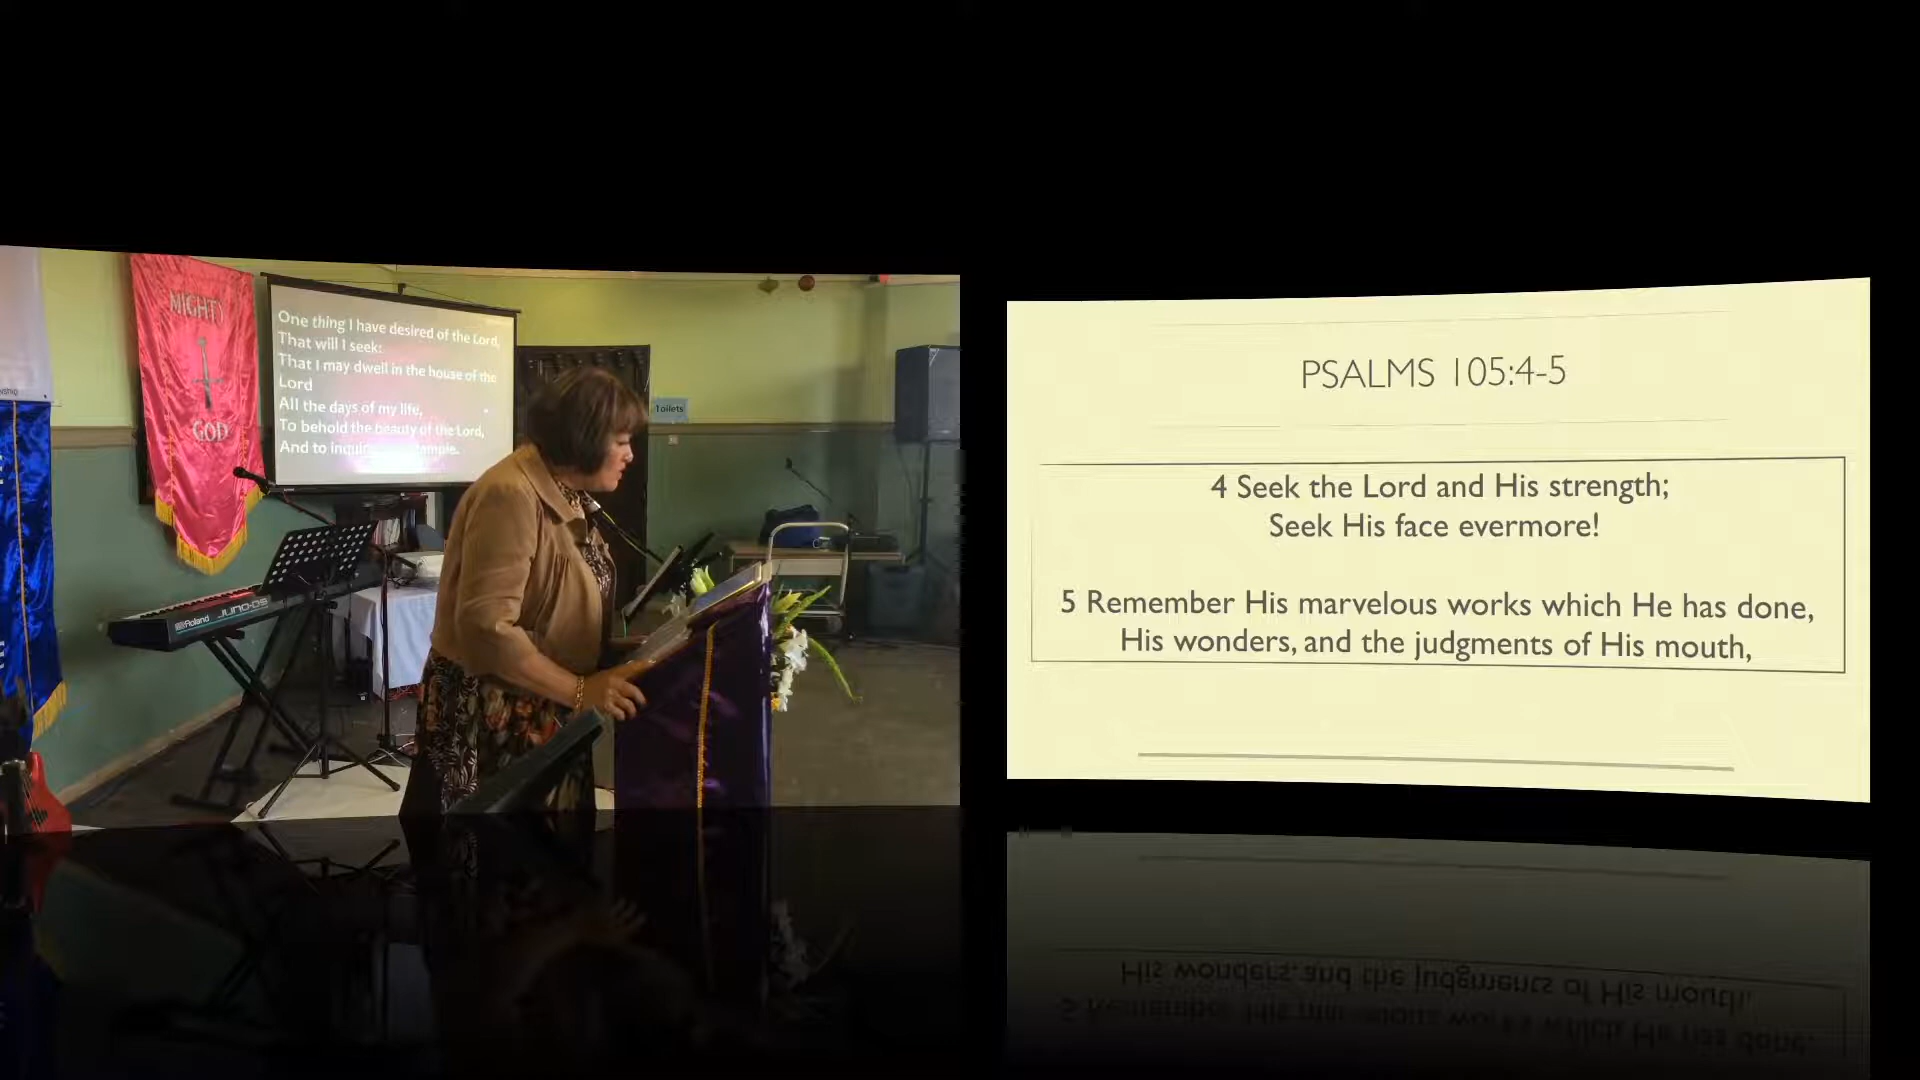 MIGHTY
GOD
One thing I have desired of the Lord,
That will I seek:
That I may dwell in the house of the
Lord
All the days of my life,
To behold the beauty of the Lord,
And to
Toilets
Roland
JUNO-DS
PSALMS 105:4-5
4 Seek the Lord and His strength;
Seek His face evermore!
5 Remember His marvelous works which He has done,
His wonders, and the judgments of His mouth,